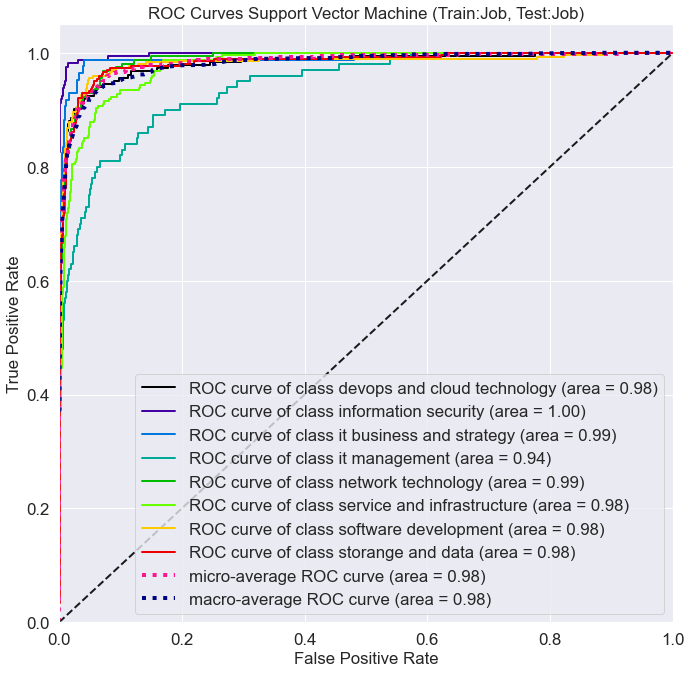 ROC Curves Support Vector Machine (Train:Job, Test:Job)
1.0
0.8
0.6
0.4
0.2
0.0
True Positive Rate
ROC curve of class devops and cloud technology (area = 0.98)
ROC curve of class information security (area = 1.00)
ROC curve of class it business and strategy (area = 0.99)
ROC curve of class it management (area = 0.94)
ROC curve of class network technology (area = 0.99)
ROC curve of class service and infrastructure (area = 0.98)
ROC curve of class software development (area = 0.98)
ROC curve of class storange and data (area = 0.98)
micro-average ROC curve (area = 0.98)
macro-average ROC curve (area = 0.98)
0.0 0.2 0.4 0.6 0.8 1.0
False Positive Rate